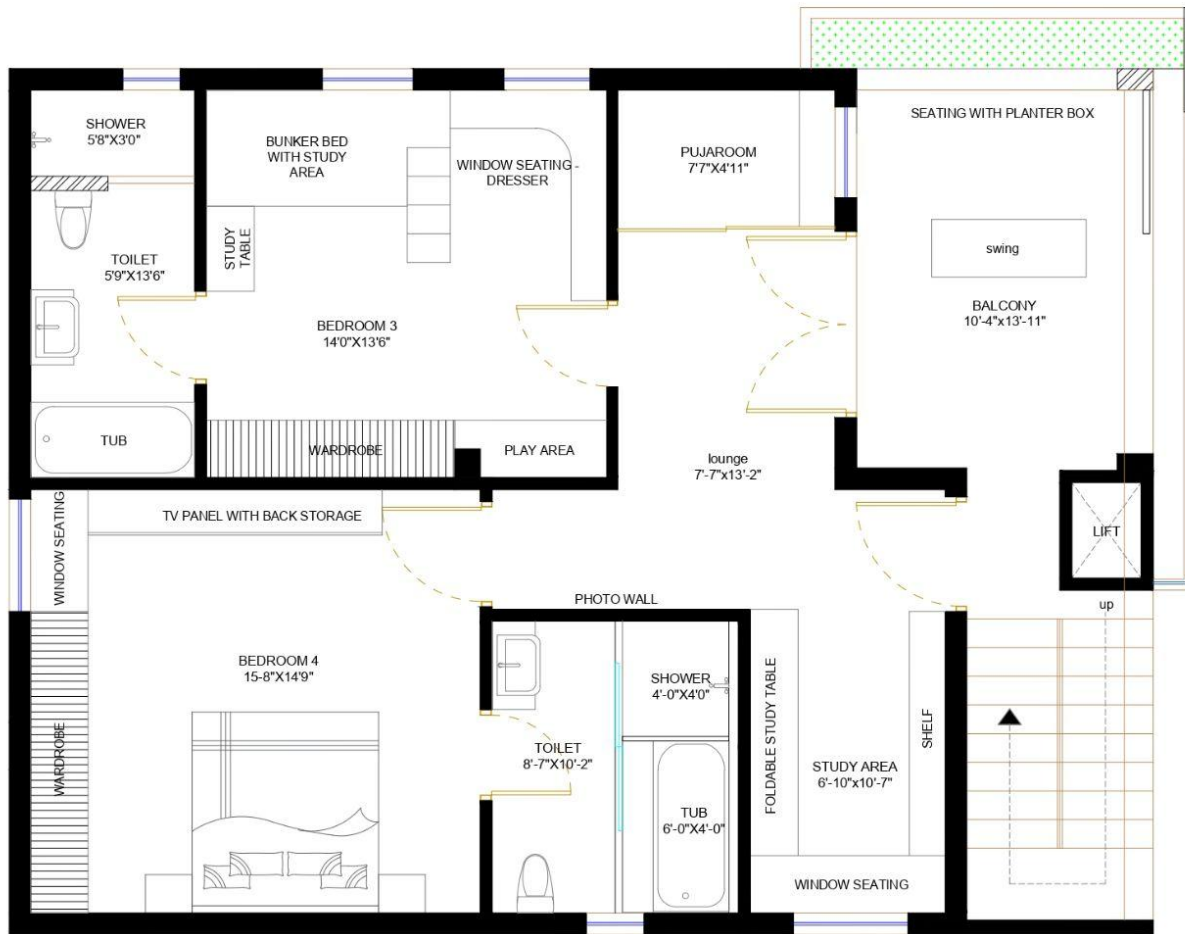 SHOWER
5'8"X3'0"
BUNKER BED
WITH STUDY
AREA
WINDOW SEATING -
DRESSER
PUJAROOM
7'7"X4'11"
SEATING WITH PLANTER BOX
STUDY
TABLE
TOILET
5'9"X13'6"
swing
BEDROOM 3
14'0"X13'6"
BALCONY
10'-4"x13'-11"
TUB
WARDROBE
PLAY AREA
lounge
7'-7"x13'-2"
WINDOW SEATING
TV PANEL WITH BACK STORAGE
LIFT
PHOTO WALL
up
BEDROOM 4
15-8"X14'9"
SHOWER
4'-0"X4'0"
WARDROBE
TOILET
8'-7"X10'-2"
FOLDABLE STUDY TABLE
SHELF
STUDY AREA
6'-10"x10'-7"
TUB
6'-0"X4'-0"
WINDOW SEATING